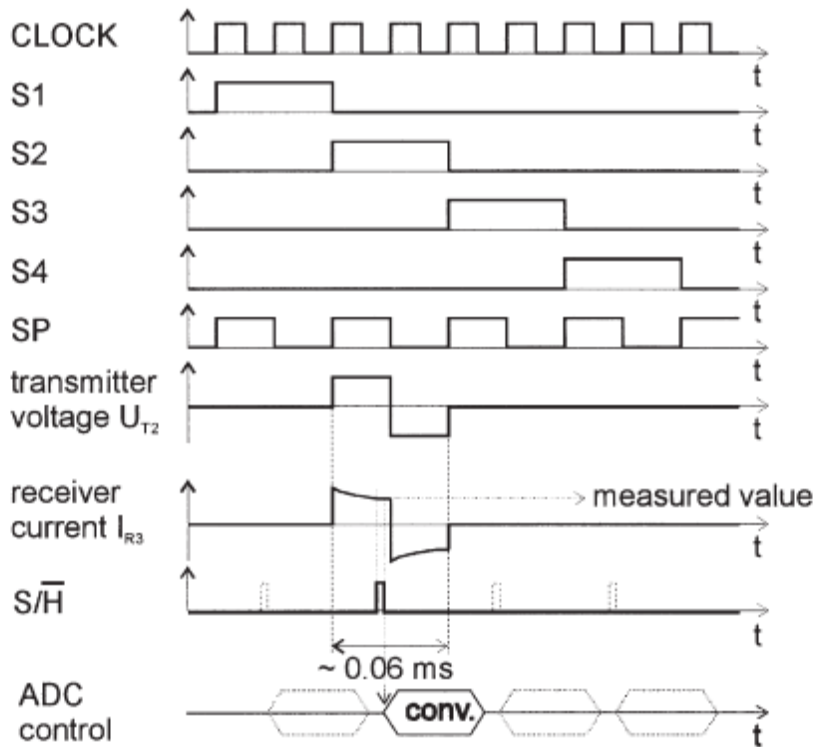 CLOCK
t
S1
t
S2
t
S3
t
S4
t
SP
t
transmitter
voltage U_T2
t
receiver
current I_R3
measured value
t
S/H̅
t
~ 0.06 ms
ADC
control
conv.
t